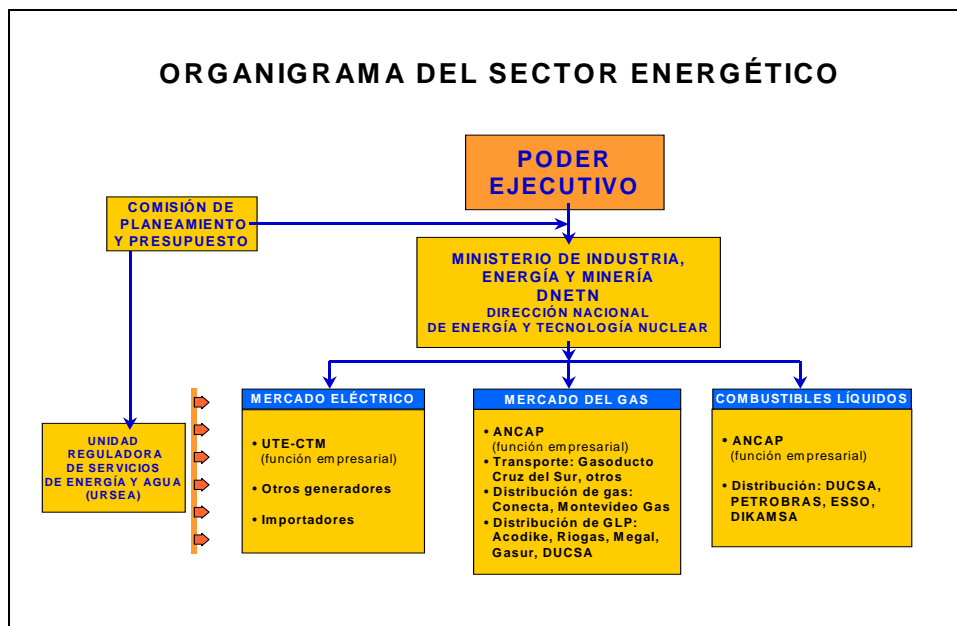 ORGANIGRAMA DEL SECTOR ENERGÉTICO
PODER
EJECUTIVO
COMISIÓN DE
PLANEAMIENTO
Y PRESUPUESTO
MINISTERIO DE INDUSTRIA,
ENERGÍA Y MINERÍA
DNETN
DIRECCIÓN NACIONAL
DE ENERGÍA Y TECNOLOGÍA NUCLEAR
UNIDAD
REGULADORA
DE SERVICIOS
DE ENERGÍA Y AGUA
(URSEA)
MERCADO ELÉCTRICO
• UTE-CTM
(función empresarial)
• Otros generadores
• Importadores
MERCADO DEL GAS
• ANCAP
(función empresarial)
• Transporte: Gasoducto
Cruz del Sur, otros
• Distribución de gas:
Conecta, Montevideo Gas
• Distribución de GLP:
Acodike, Riogas, Megal,
Gasur, DUCSA
COMBUSTIBLES LÍQUIDOS
• ANCAP
(función empresarial)
• Distribución: DUCSA,
PETROBRAS, ESSO,
DIKAMSA